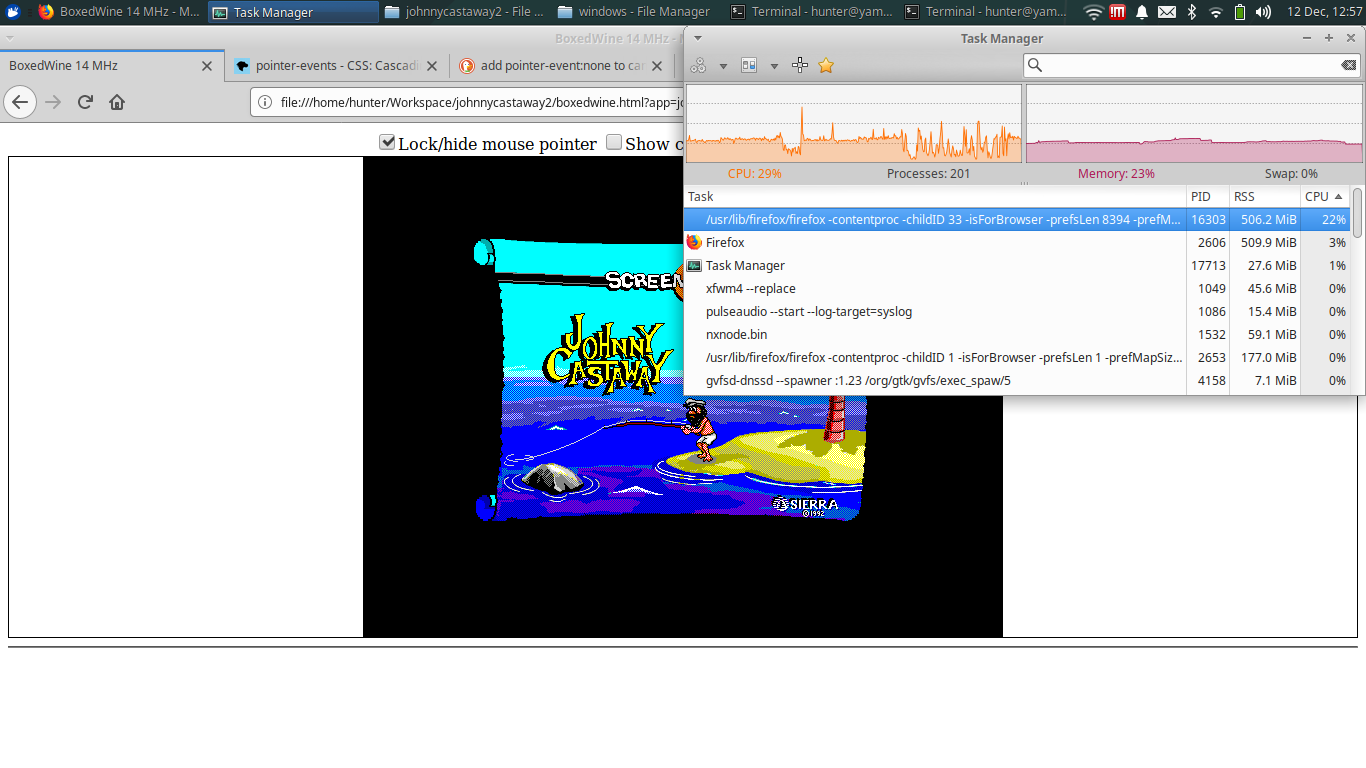 BoxedWine 14 MHz - M...
Task Manager
johnnycastaway2 - File ...
windows - File Manager
Terminal - hunter@yam...
Terminal - hunter@yam...
12 Dec, 12:57
BoxedWine 14 MHz - M
Task Manager
BoxedWine 14 MHz
pointer-events - CSS: Cascad
add pointer-event:none to car
file:///home/hunter/Workspace/johnnycastaway2/boxedwine.html?app=jo
Lock/hide mouse pointer
Show c
CPU: 29%
Processes: 201
Memory: 23%
Swap: 0%
Task PID RSS CPU
/usr/lib/firefox/firefox -contentproc -childID 33 -isForBrowser -prefsLen 8394 -prefM... 16303 506.2 MiB 22%
Firefox 2606 509.9 MiB 3%
Task Manager 17713 27.6 MiB 1%
xfwm4 --replace 1049 45.6 MiB 0%
pulseaudio --start --log-target=syslog 1086 15.4 MiB 0%
nxnode.bin 1532 59.1 MiB 0%
/usr/lib/firefox/firefox -contentproc -childID 1 -isForBrowser -prefsLen 1 -prefMapSiz... 2653 177.0 MiB 0%
gvfsd-dnssd --spawner :1.23 /org/gtk/gvfs/exec_spaw/5 4158 7.1 MiB 0%
SCREEN
JOHNNY
CASTAWAY
SIERRA
©1992